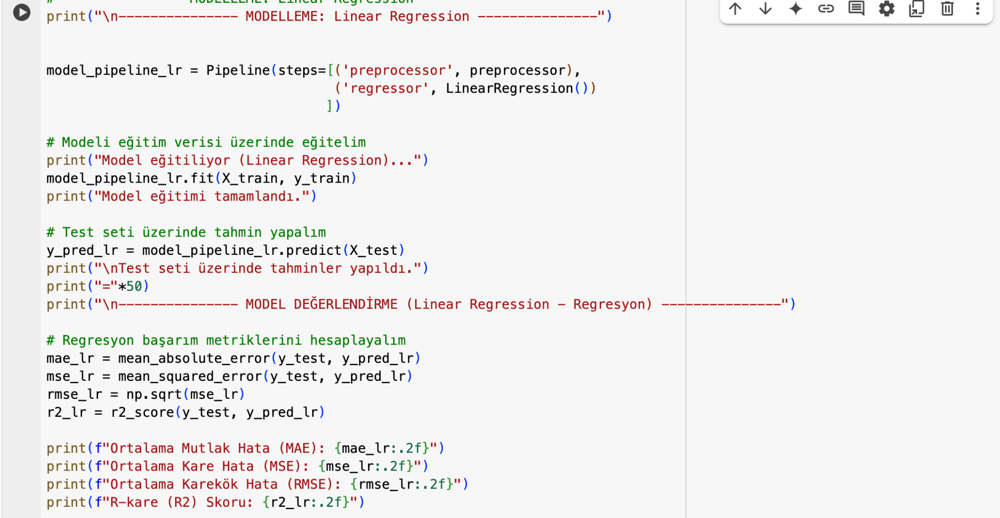 # MODELLEME: Linear Regression
print("\n--------------- MODELLEME: Linear Regression ---------------")
model_pipeline_lr = Pipeline(steps=[('preprocessor', preprocessor),
('regressor', LinearRegression())
])
# Modeli eğitim verisi üzerinde eğitelim
print("Model eğitiliyor (Linear Regression)...")
model_pipeline_lr.fit(X_train, y_train)
print("Model eğitimi tamamlandı.")
# Test seti üzerinde tahmin yapalım
y_pred_lr = model_pipeline_lr.predict(X_test)
print("\nTest seti üzerinde tahminler yapıldı.")
print("="*50)
print("\n--------------- MODEL DEĞERLENDİRME (Linear Regression - Regresyon) ---------------")
# Regresyon başarım metriklerini hesaplayalım
mae_lr = mean_absolute_error(y_test, y_pred_lr)
mse_lr = mean_squared_error(y_test, y_pred_lr)
rmse_lr = np.sqrt(mse_lr)
r2_lr = r2_score(y_test, y_pred_lr)
print(f"Ortalama Mutlak Hata (MAE): {mae_lr:.2f}")
print(f"Ortalama Kare Hata (MSE): {mse_lr:.2f}")
print(f"Ortalama Karekök Hata (RMSE): {rmse_lr:.2f}")
print(f"R-kare (R2) Skoru: {r2_lr:.2f}")